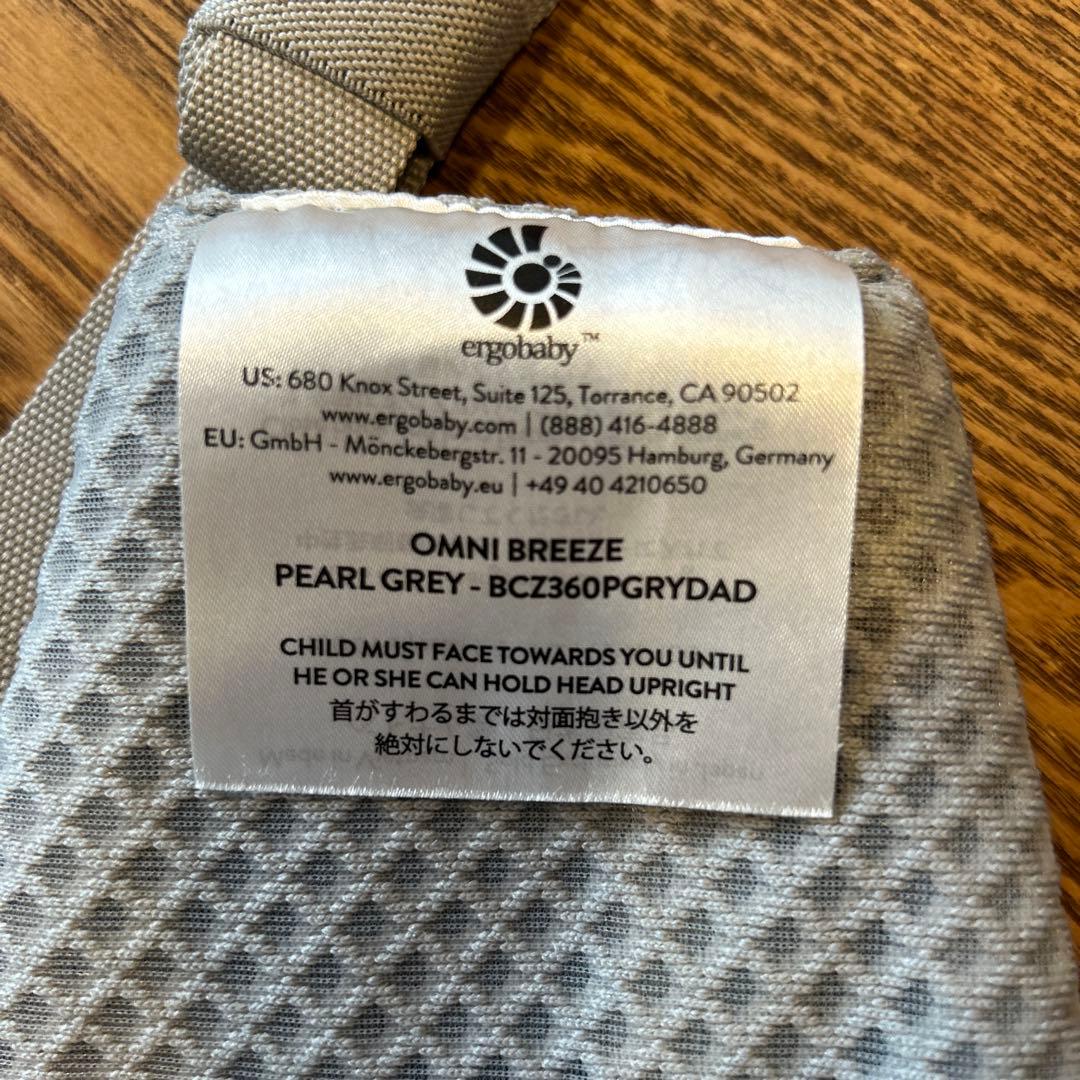 ergobaby™
US: 680 Knox Street, Suite 125, Torrance, CA 90502
www.ergobaby.com | (888) 416-4888
EU: GmbH - Mönckebergstr. 11 - 20095 Hamburg, Germany
www.ergobaby.eu | +49 40 4210650
OMNI BREEZE
PEARL GREY - BCZ360PGRYDAD
CHILD MUST FACE TOWARDS YOU UNTIL
HE OR SHE CAN HOLD HEAD UPRIGHT
首がすわるまでは対面抱き以外を
絶対にしないでください。